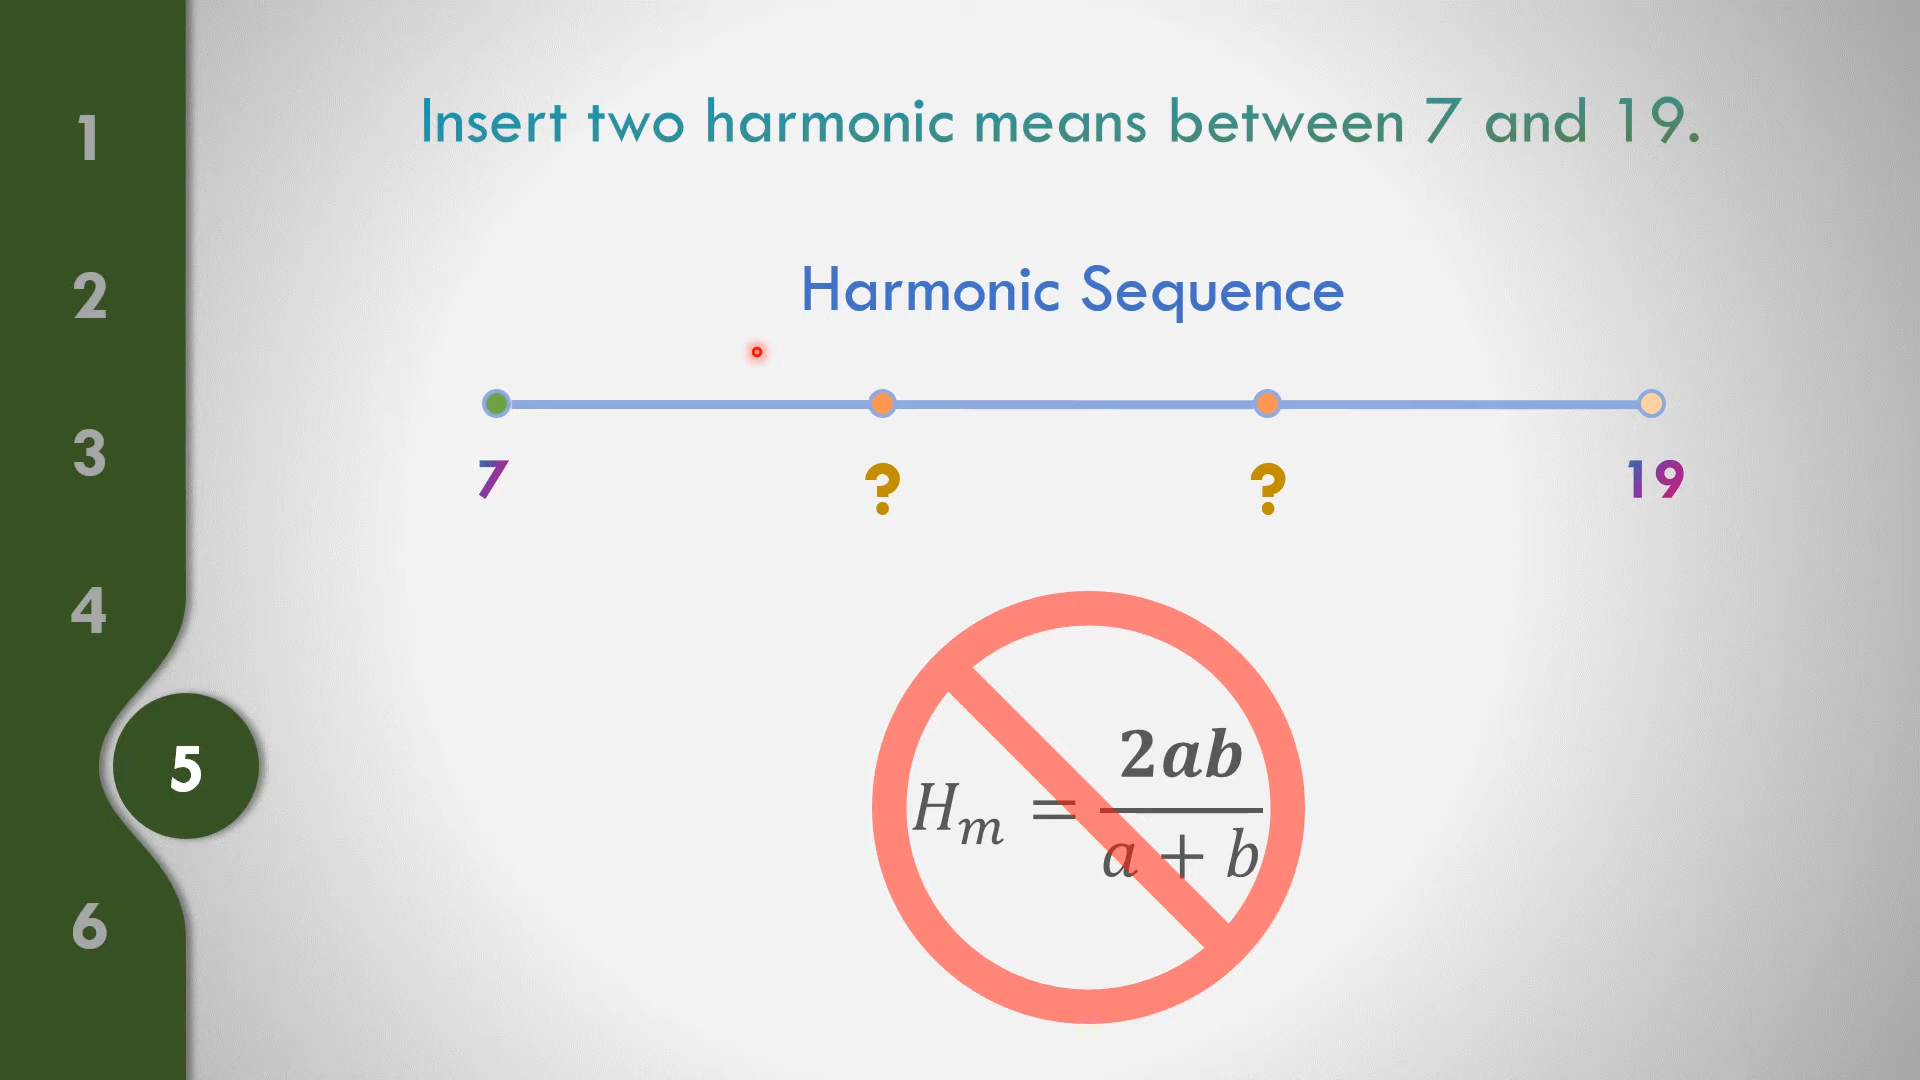 1
2
3
4
5
6
Insert two harmonic means between 7 and 19.
Harmonic Sequence
7 ? ? 19
H_m = 2ab / a + b